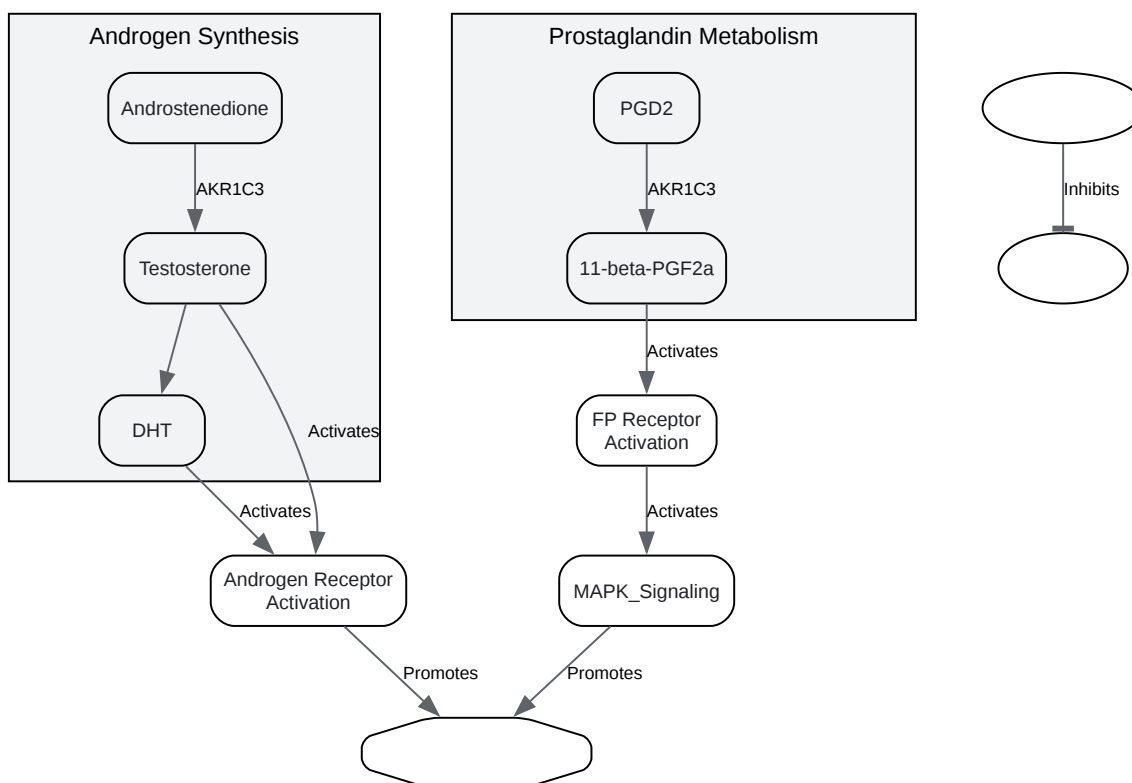 Androgen Synthesis
Prostaglandin Metabolism
Androstenedione
PGD2
AKR1C3
AKR1C3
Inhibits
Testosterone
11-beta-PGF2a
Activates
DHT
Activates
FP Receptor
Activation
Activates
Activates
Androgen Receptor
Activation
MAPK_Signaling
Promotes
Promotes